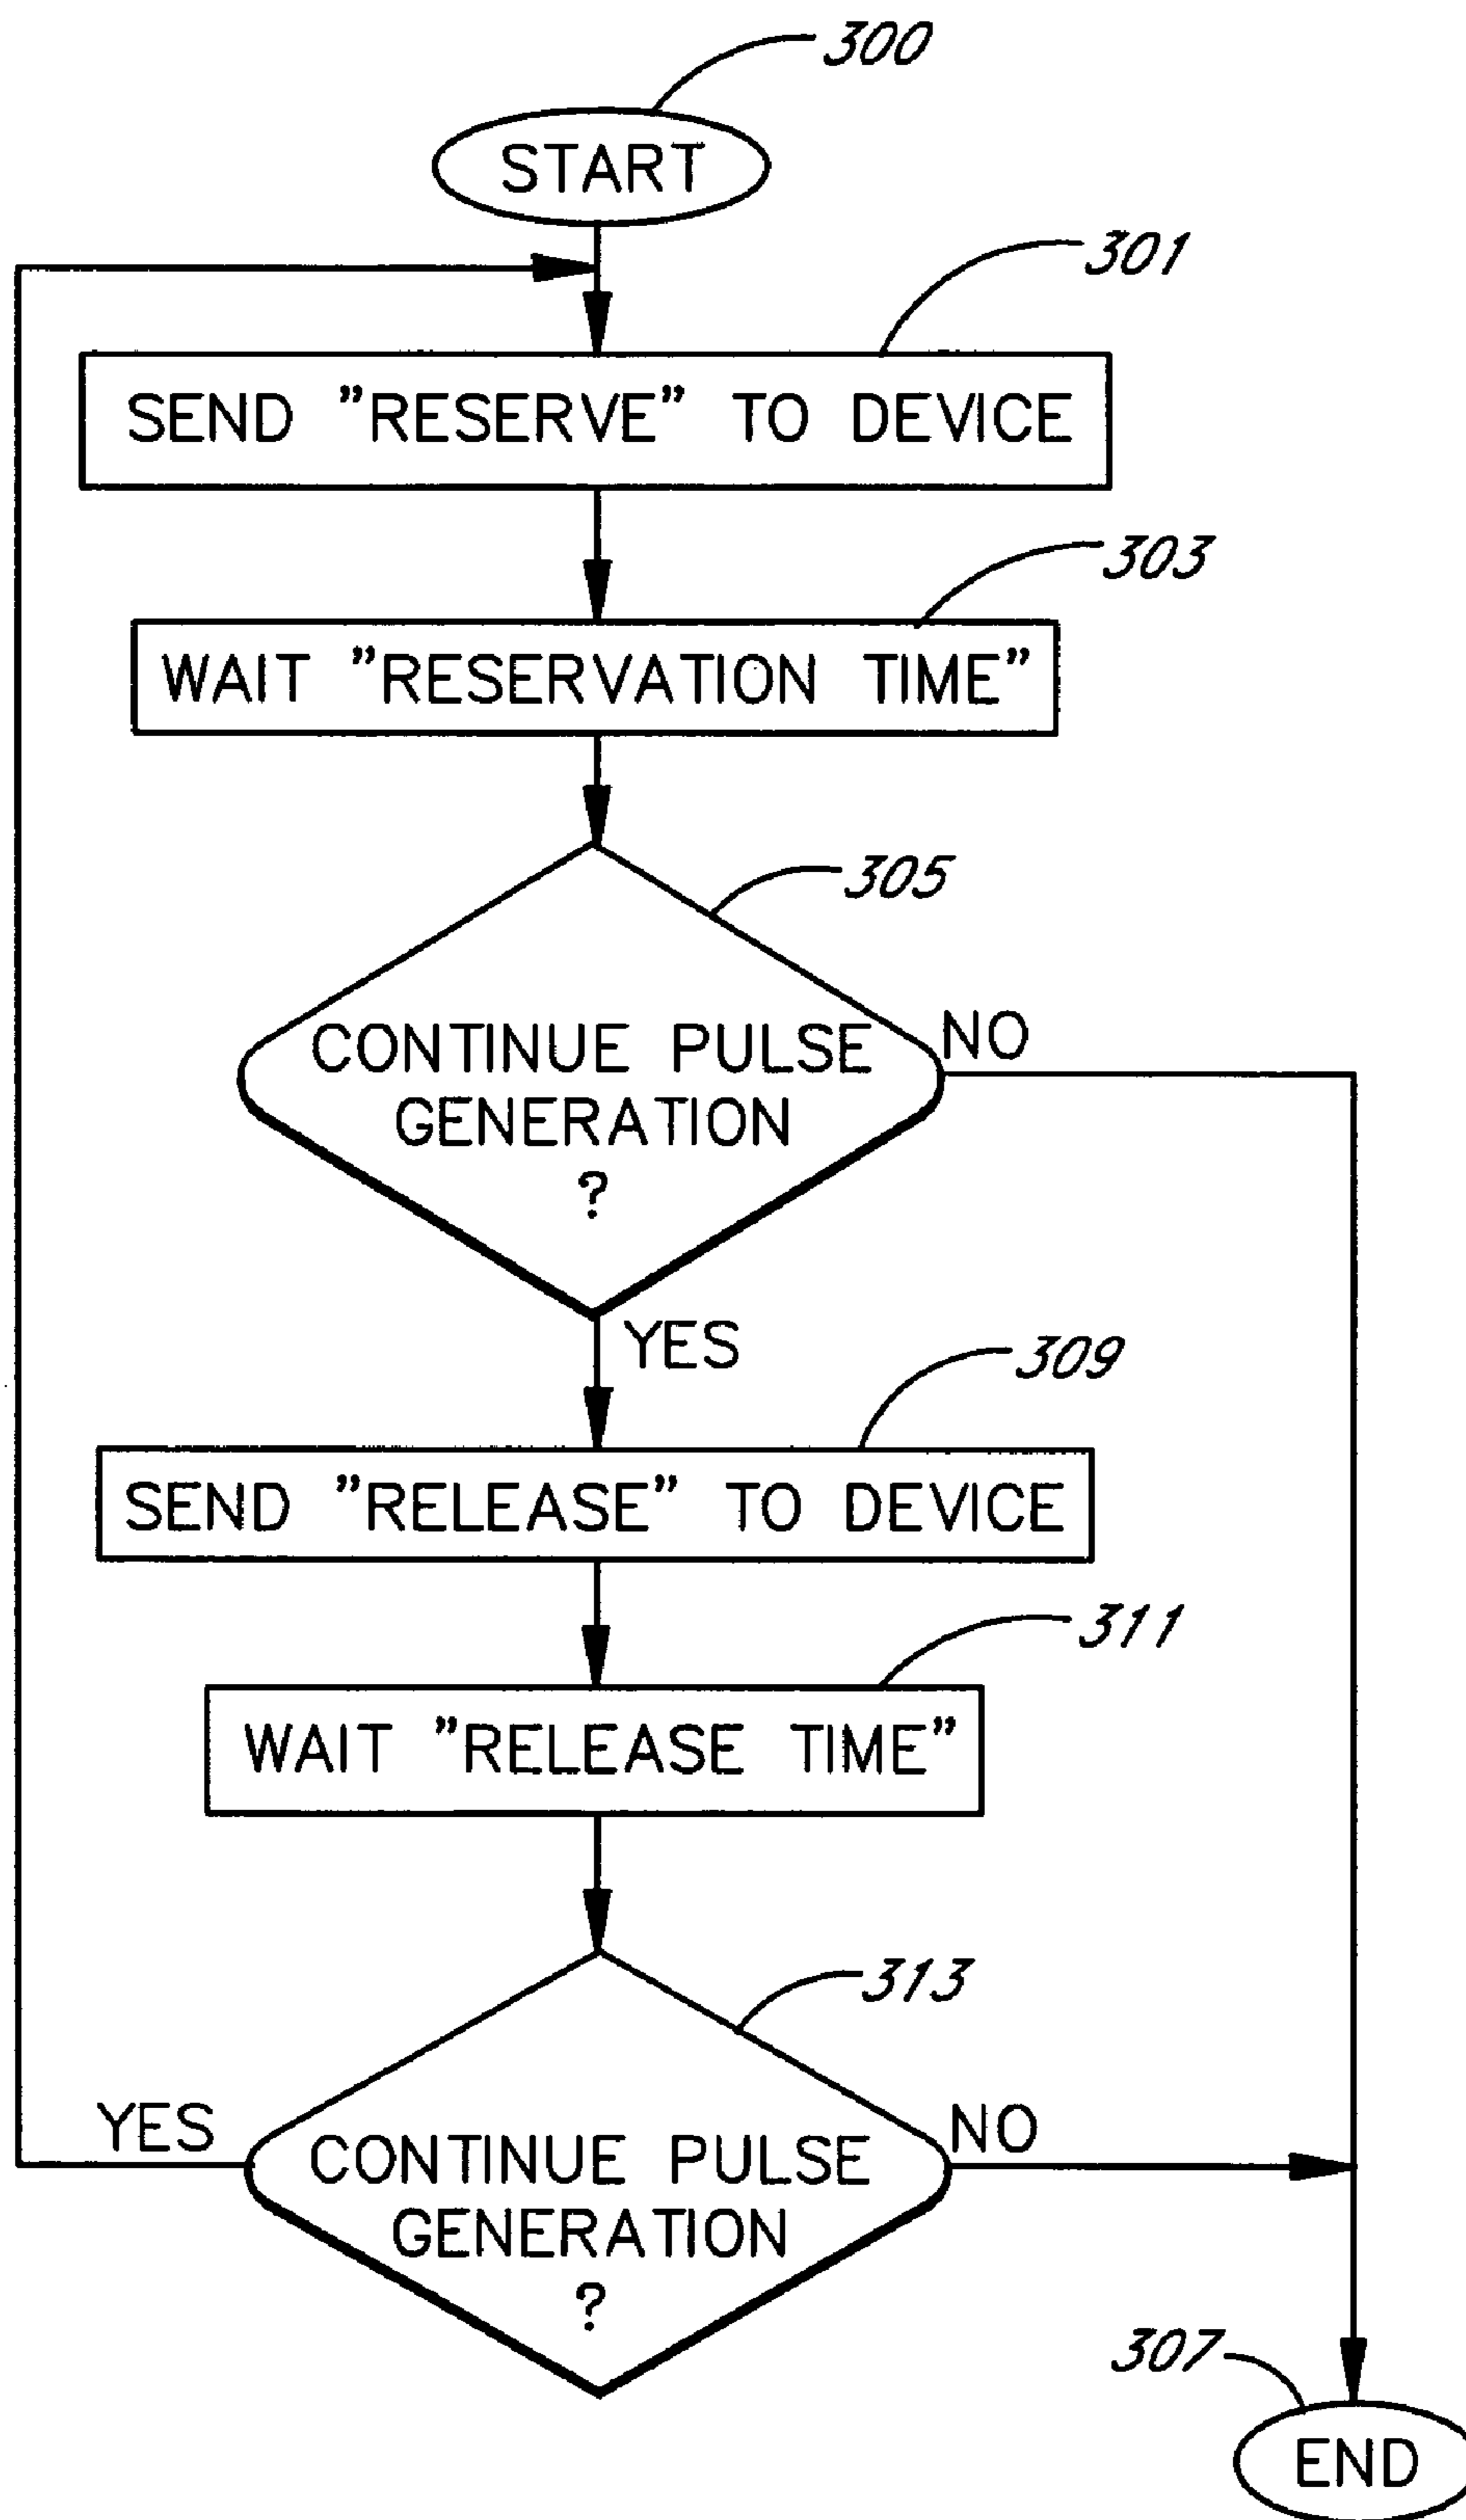 300
START
301
SEND "RESERVE" TO DEVICE
303
WAIT "RESERVATION TIME"
305
CONTINUE PULSE
GENERATION
?
NO
YES
309
SEND "RELEASE" TO DEVICE
311
WAIT "RELEASE TIME"
313
YES
CONTINUE PULSE
GENERATION
?
NO
307
END